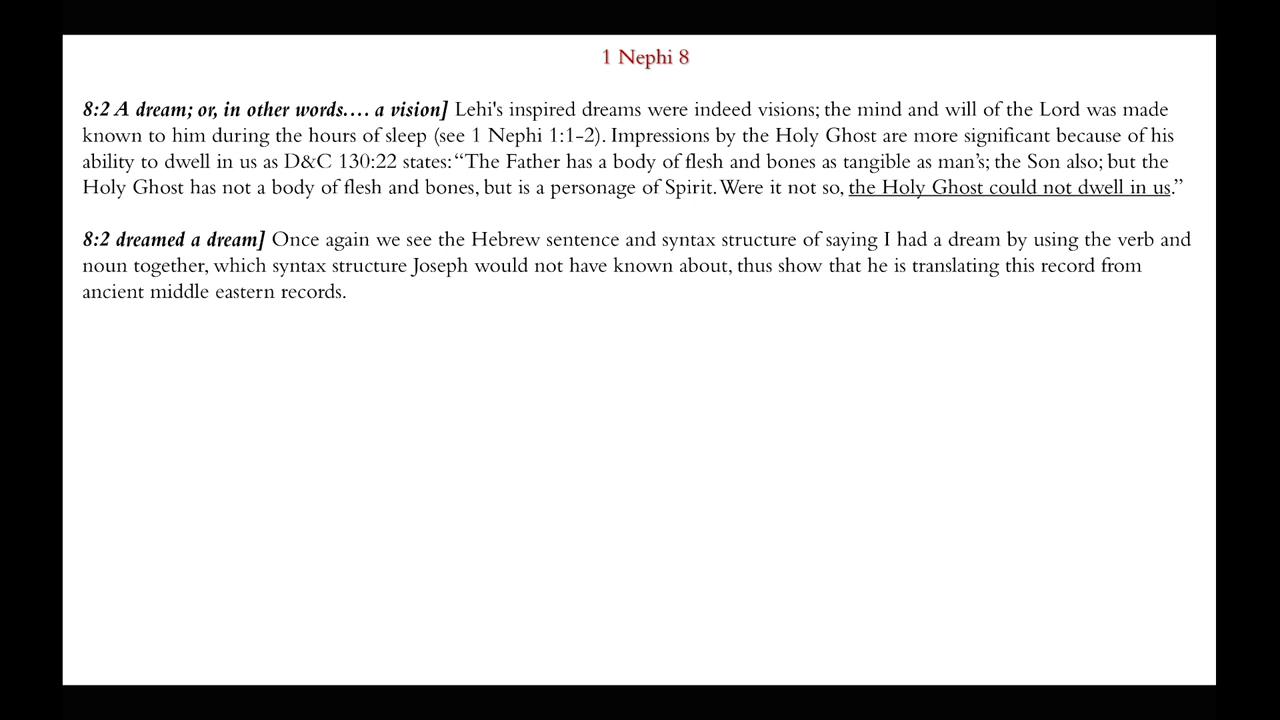 1 Nephi 8
8:2 A dream; or, in other words.... a vision] Lehi's inspired dreams were indeed visions; the mind and will of the Lord was made
known to him during the hours of sleep (see 1 Nephi 1:1-2). Impressions by the Holy Ghost are more significant because of his
ability to dwell in us as D&C 130:22 states: “The Father has a body of flesh and bones as tangible as man’s; the Son also; but the
Holy Ghost has not a body of flesh and bones, but is a personage of Spirit. Were it not so, the Holy Ghost could not dwell in us.”
8:2 dreamed a dream] Once again we see the Hebrew sentence and syntax structure of saying I had a dream by using the verb and
noun together, which syntax structure Joseph would not have known about, thus show that he is translating this record from
ancient middle eastern records.